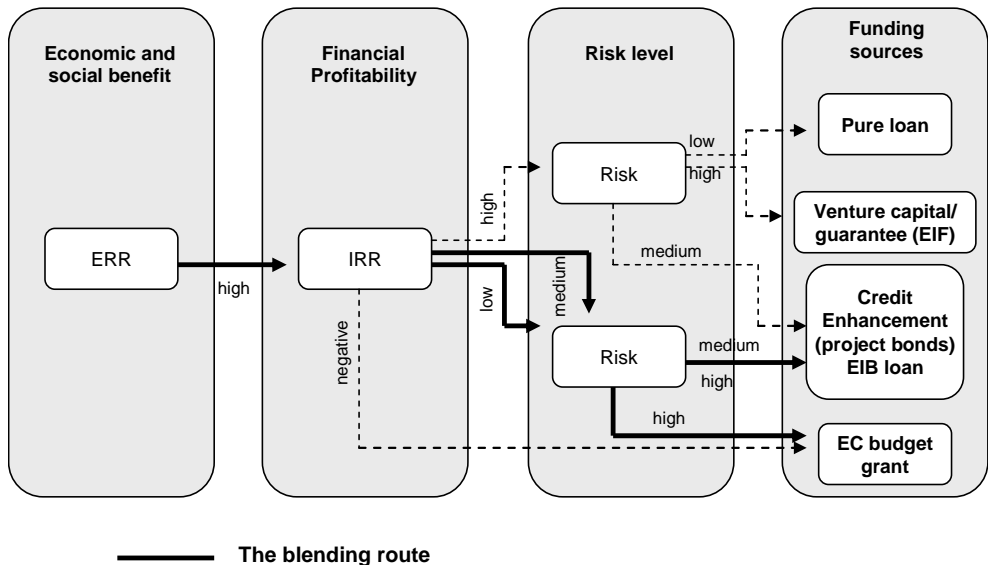 Economic and
social benefit
Financial
Profitability
Risk level
Funding
sources
ERR
high
IRR
high
medium
low
negative
Risk
low
high
medium
Risk
medium
high
high
Pure loan
Venture capital/
guarantee (EIF)
Credit
Enhancement
(project bonds)
EIB loan
EC budget
grant
The blending route